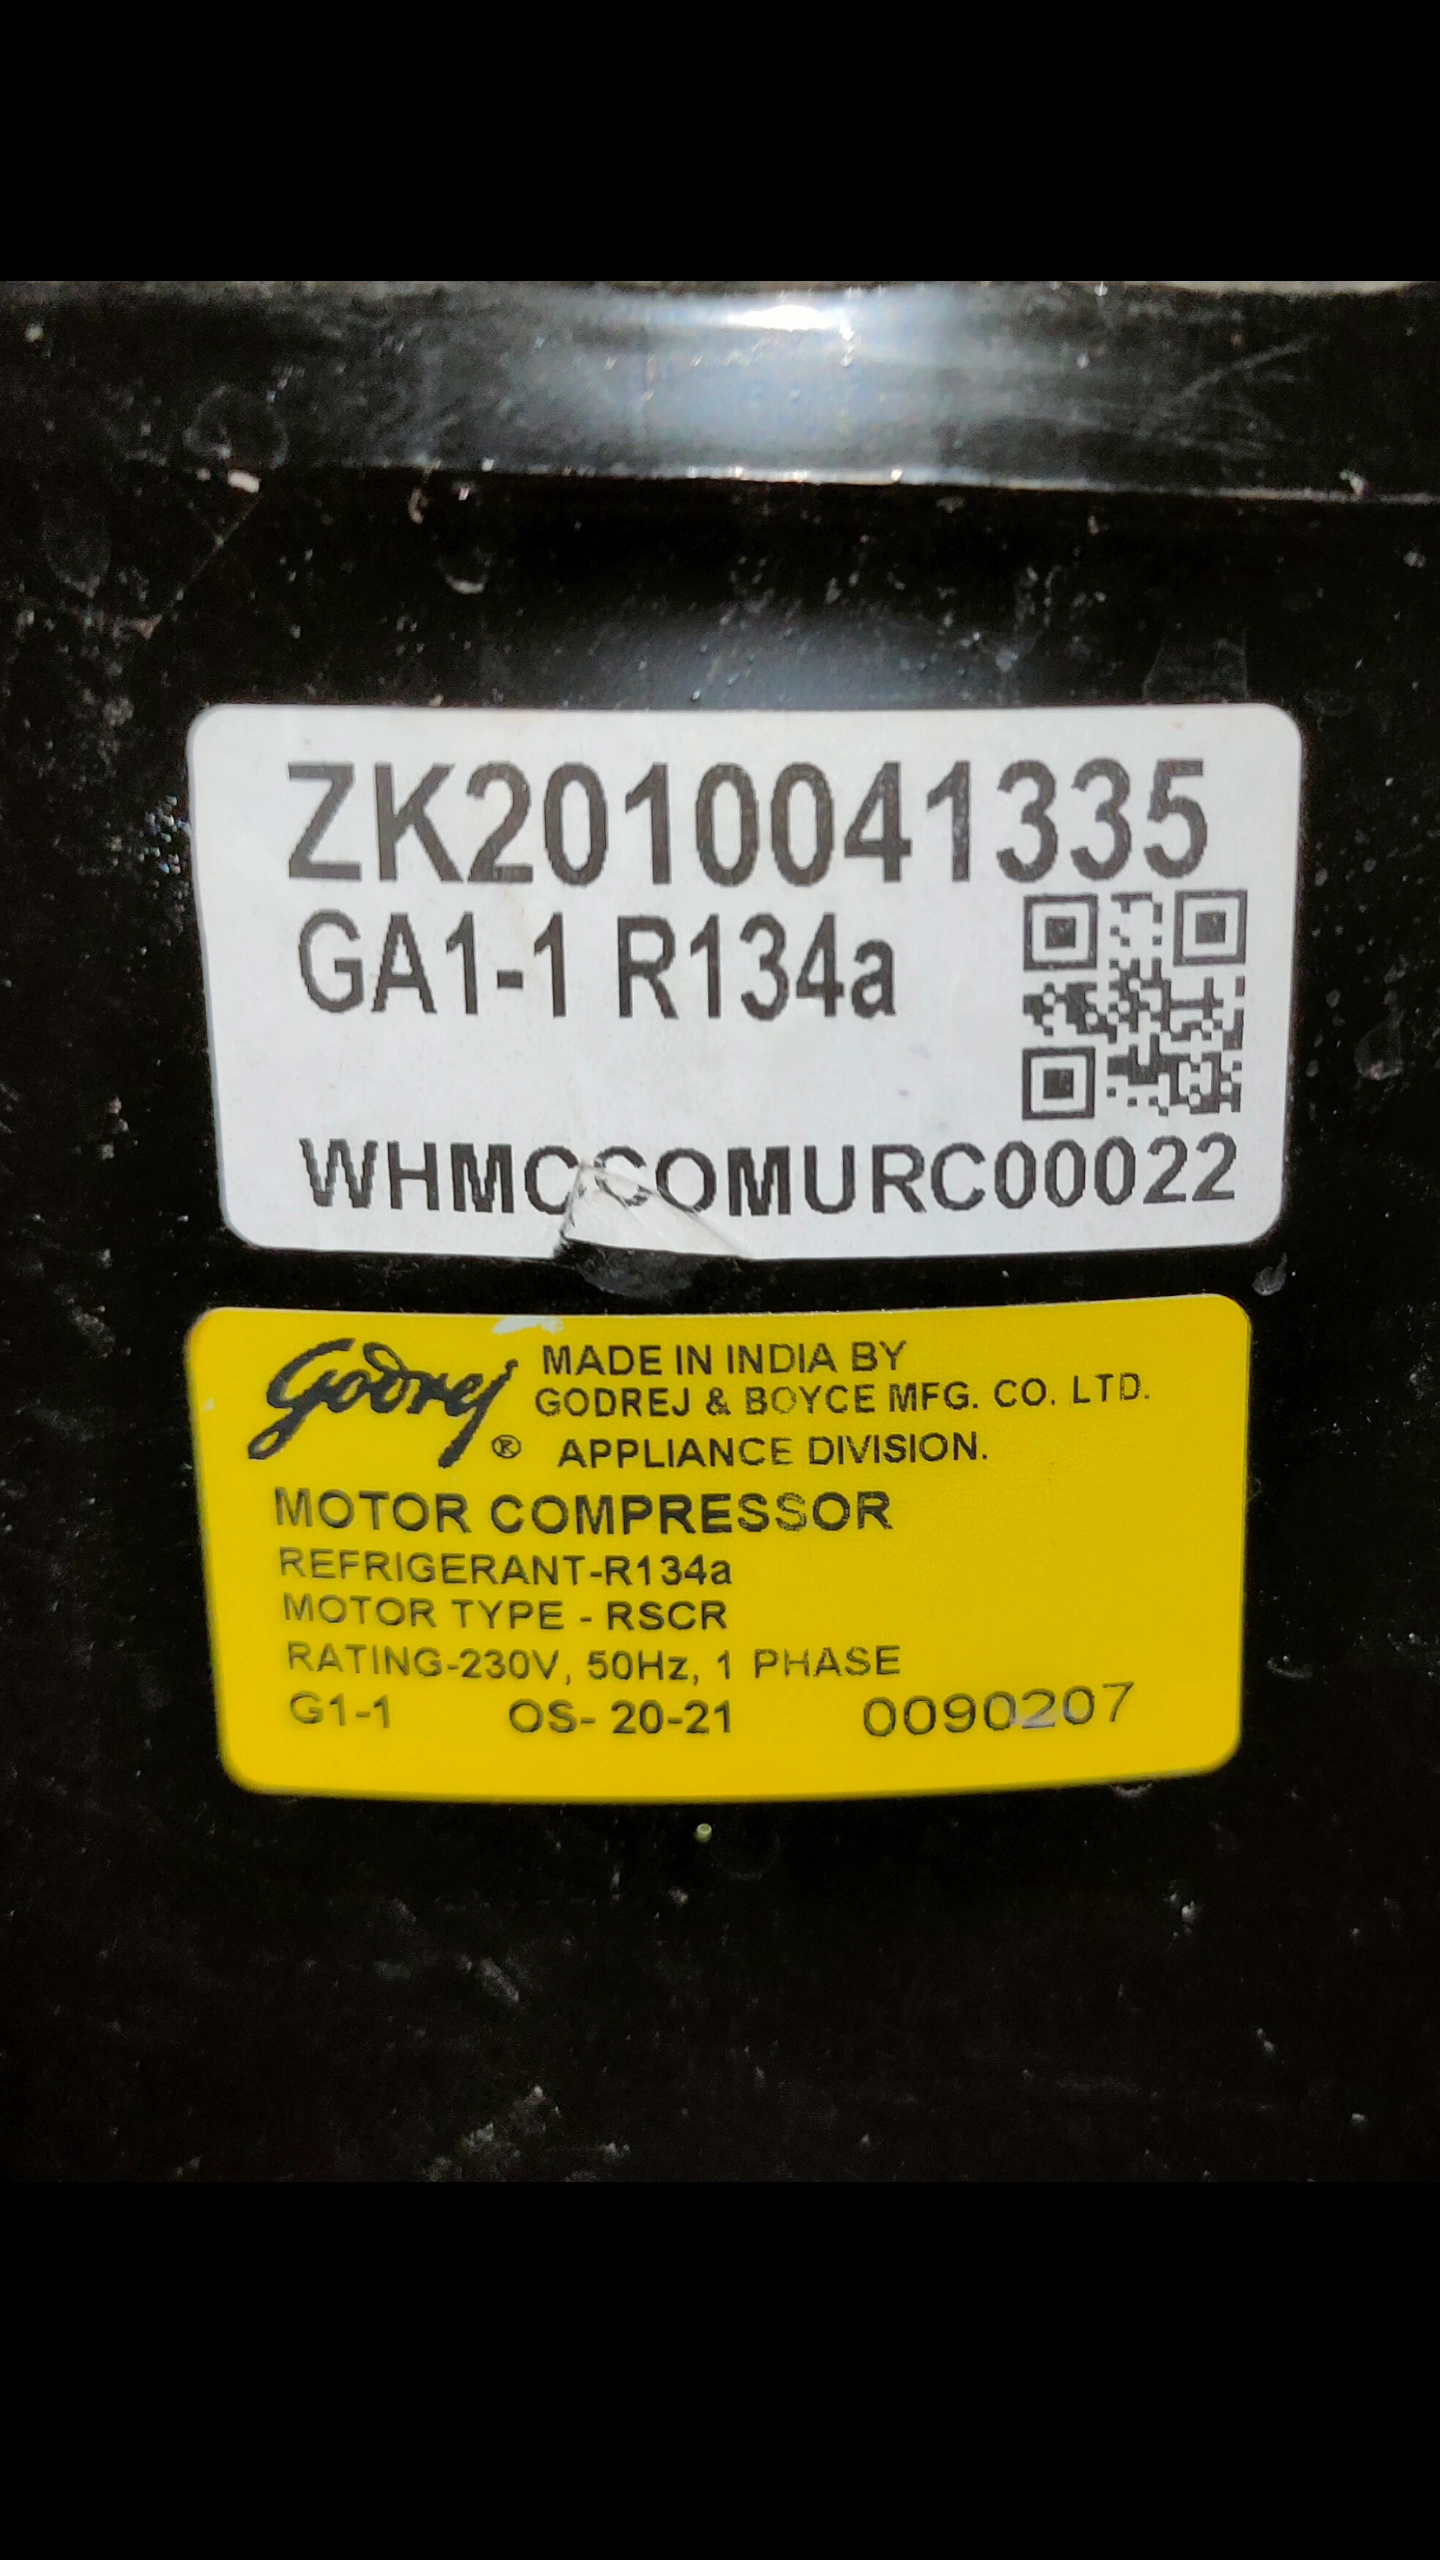 ZK2010041335
GA1-1 R134a
WHMCCOMURC00022
Godrej ®
MADE IN INDIA BY
GODREJ & BOYCE MFG. CO. LTD.
APPLIANCE DIVISION.
MOTOR COMPRESSOR
REFRIGERANT-R134a
MOTOR TYPE - RSCR
RATING-230V, 50Hz, 1 PHASE
G1-1 OS- 20-21 0090207